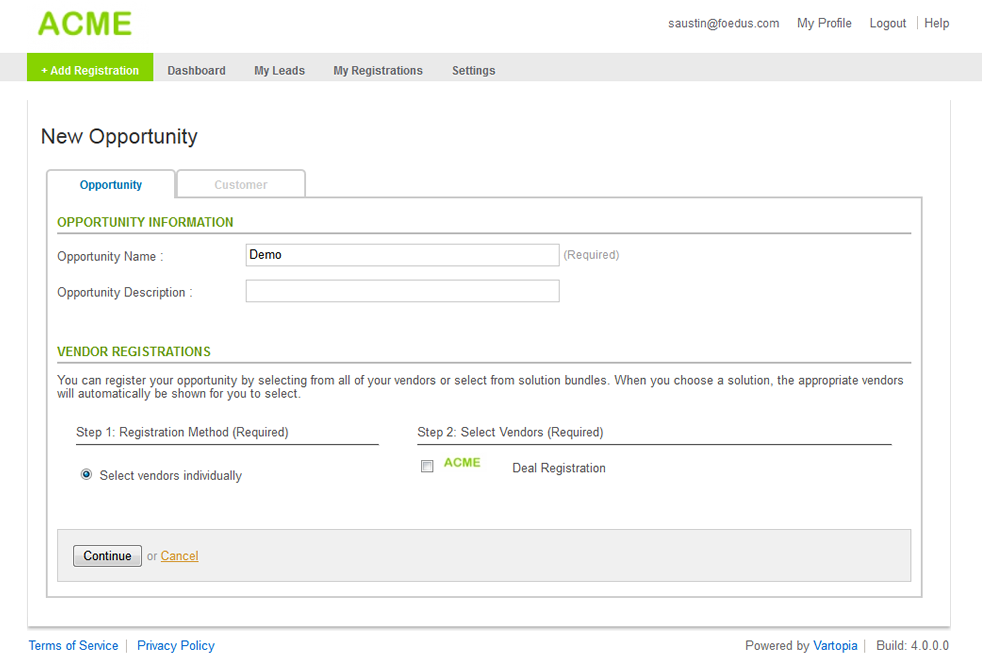 ACME
saustin@foedus.com My Profile Logout | Help
+ Add Registration Dashboard My Leads My Registrations Settings
New Opportunity
Opportunity Customer
OPPORTUNITY INFORMATION
Opportunity Name : Demo (Required)
Opportunity Description :
VENDOR REGISTRATIONS
You can register your opportunity by selecting from all of your vendors or select from solution bundles. When you choose a solution, the appropriate vendors
will automatically be shown for you to select.
Step 1: Registration Method (Required) Step 2: Select Vendors (Required)
Select vendors individually ACME Deal Registration
Continue or Cancel
Terms of Service | Privacy Policy Powered by Vartopia | Build: 4.0.0.0